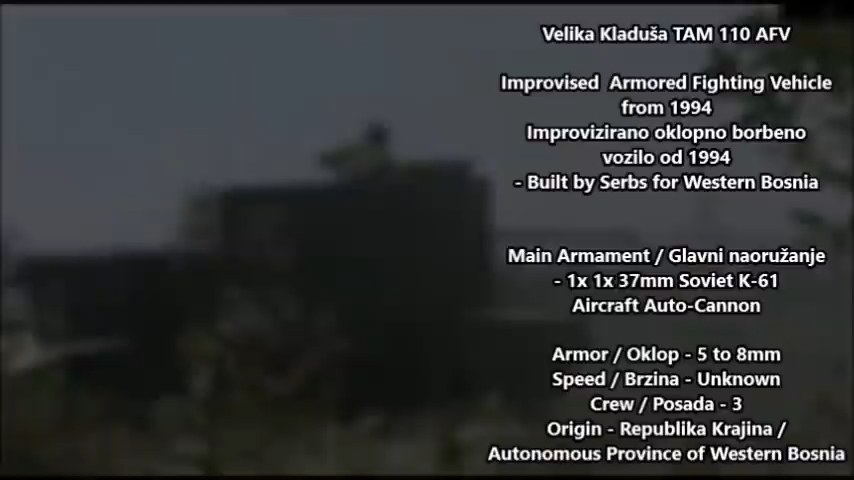 Velika Kladuša TAM 110 AFV
Improvised Armored Fighting Vehicle
from 1994
Improvizirano oklopno borbeno
vozilo od 1994
- Built by Serbs for Western Bosnia
Main Armament / Glavni naoružanje
- 1x 1x 37mm Soviet K-61
Aircraft Auto-Cannon
Armor / Oklop - 5 to 8mm
Speed / Brzina - Unknown
Crew / Posada - 3
Origin - Republika Krajina /
Autonomous Province of Western Bosnia